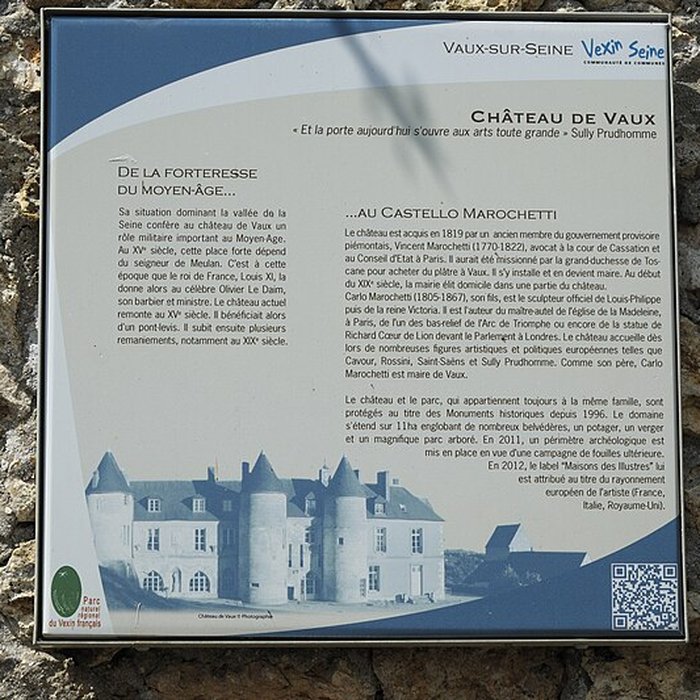 VAUX-SUR-SEINE Vexin Seine
COMMUNAUTÉ DE COMMUNES
CHÂTEAU DE VAUX
« Et la porte aujourd'hui s'ouvre aux arts toute grande » Sully Prudhomme
DE LA FORTERESSE
DU MOYEN-ÂGE...
Sa situation dominant la vallée de la
Seine confère au château de Vaux un
rôle militaire important au Moyen-Age.
Au XVe siècle, cette place forte dépend
du seigneur de Meulan. C'est à cette
époque que le roi de France, Louis XI, la
donne alors au célèbre Olivier Le Daim,
son barbier et ministre. Le château actuel
remonte au XVe siècle. Il bénéficiait alors
d'un pont-levis. Il subit ensuite plusieurs
remaniements, notamment au XIXe siècle.
...AU CASTELLO MAROCHETTI
Le château est acquis en 1819 par un ancien membre du gouvernement provisoire
piémontais, Vincent Marochetti (1770-1822), avocat à la cour de Cassation et
au Conseil d'Etat à Paris. Il aurait été missionné par la grand-duchesse de Tos-
cane pour acheter du plâtre à Vaux. Il s'y installe et en devient maire. Au début
du XIXe siècle, la mairie élit domicile dans une partie du château.
Carlo Marochetti (1805-1867), son fils, est le sculpteur officiel de Louis-Philippe
puis de la reine Victoria. Il est l'auteur du maître-autel de l'église de la Madeleine,
à Paris, de l'un des bas-relief de l'Arc de Triomphe ou encore de la statue de
Richard Cœur de Lion devant le Parlement à Londres. Le château accueille dès
lors de nombreuses figures artistiques et politiques européennes telles que
Cavour, Rossini, Saint-Saëns et Sully Prudhomme. Comme son père, Carlo
Marochetti est maire de Vaux.
Le château et le parc, qui appartiennent toujours à la même famille, sont
protégés au titre des Monuments historiques depuis 1996. Le domaine
s'étend sur 11ha englobant de nombreux belvédères, un potager, un verger
et un magnifique parc arboré. En 2011, un périmètre archéologique est
mis en place en vue d'une campagne de fouilles ultérieure.
En 2012, le label "Maisons des Illustres" lui
est attribué au titre du rayonnement
européen de l'artiste (France,
Italie, Royaume-Uni).
Parc
naturel
régional
du Vexin français
Château de Vaux © Photographie